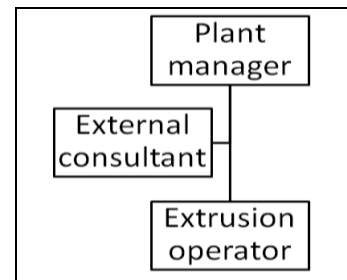 Plant
manager
External
consultant
Extrusion
operator